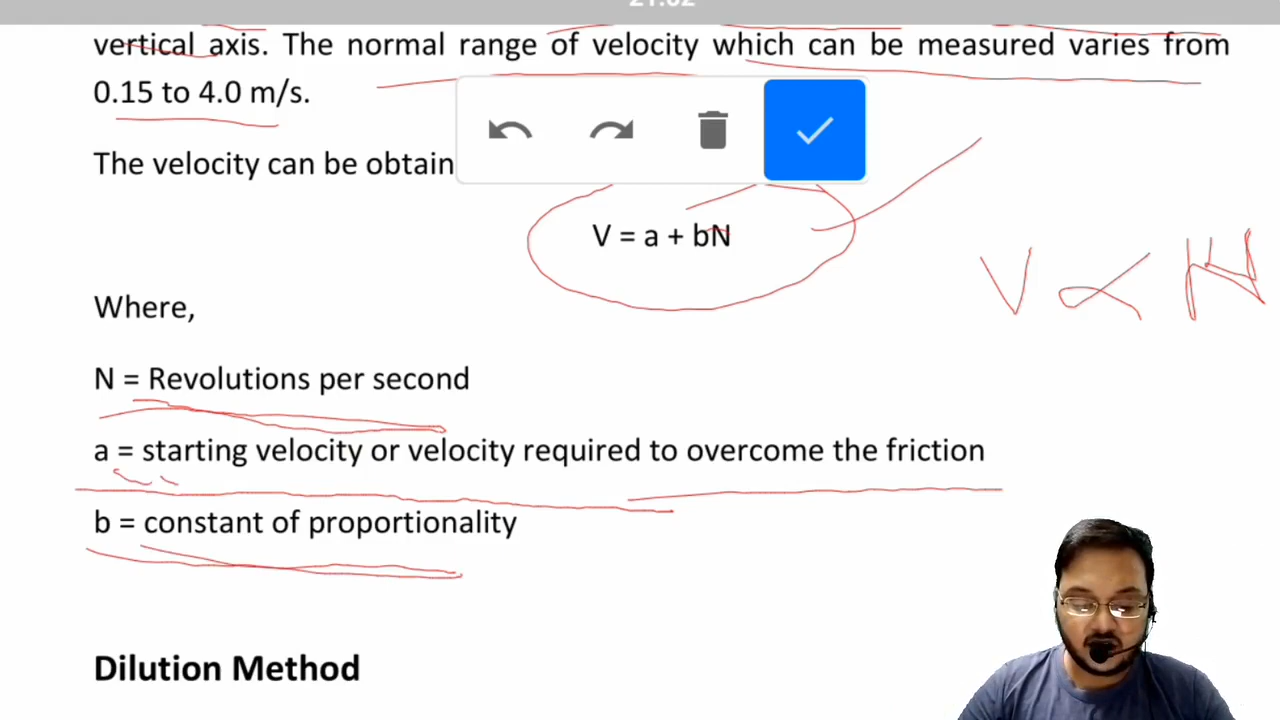 vertical axis. The normal range of velocity which can be measured varies from
0.15 to 4.0 m/s.
The velocity can be obtain
V = a + bN
V ∝ N
Where,
N = Revolutions per second
a = starting velocity or velocity required to overcome the friction
b = constant of proportionality
Dilution Method